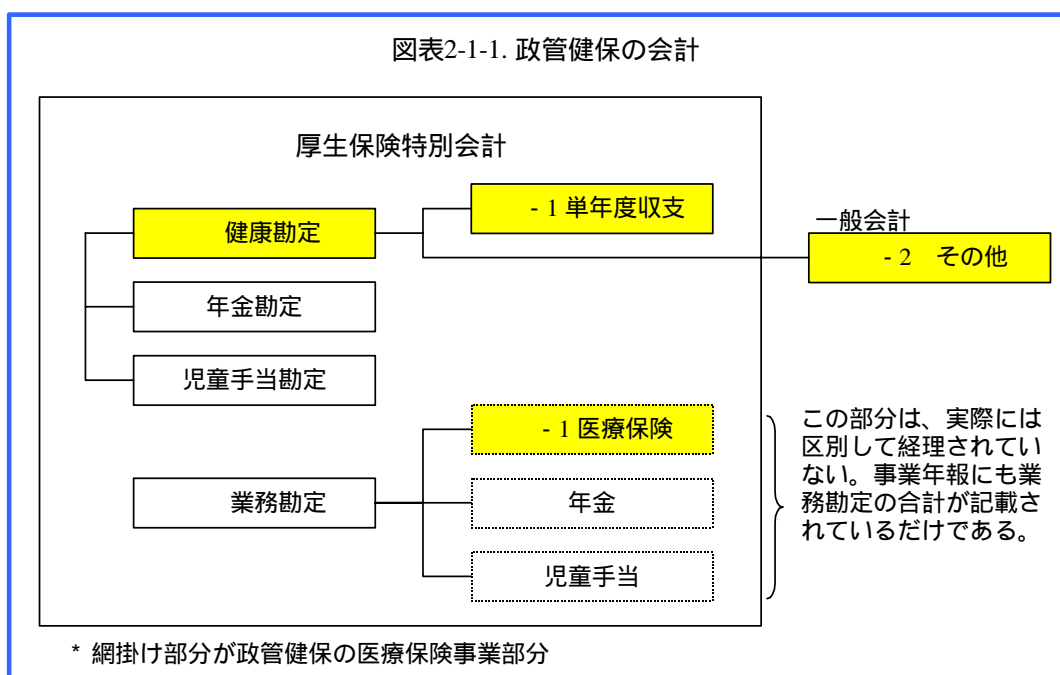 図表2-1-1. 政管健保の会計
厚生保険特別会計
健康勘定
- 1 単年度収支
一般会計
- 2 その他
年金勘定
児童手当勘定
業務勘定
- 1 医療保険
年金
児童手当
この部分は、実際には
区別して経理されてい
ない。事業年報にも業
務勘定の合計が記載さ
れているだけである。
* 網掛け部分が政管健保の医療保険事業部分